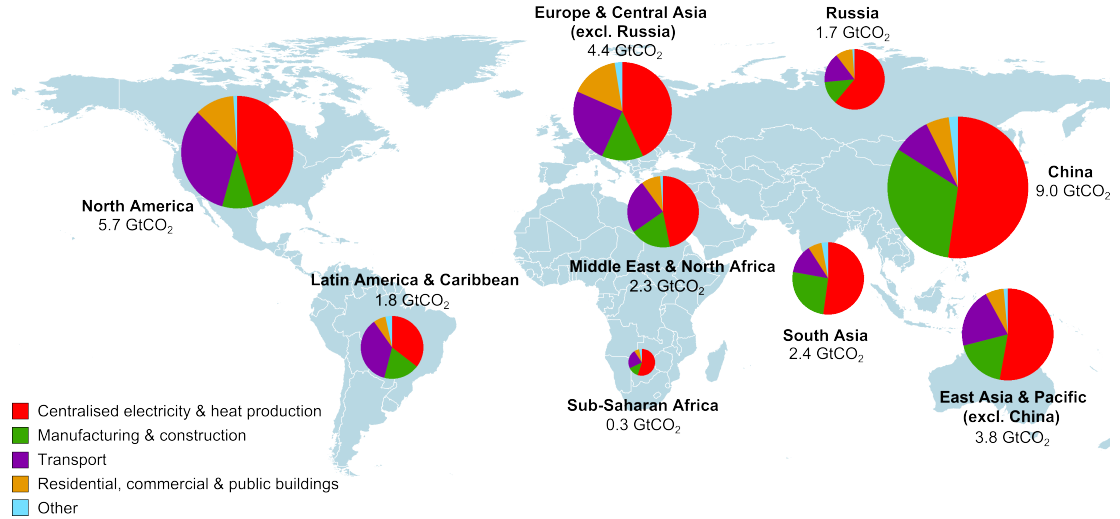 Europe & Central Asia
(excl. Russia)
4.4 GtCO₂
Russia
1.7 GtCO₂
China
9.0 GtCO₂
North America
5.7 GtCO₂
Middle East & North Africa
2.3 GtCO₂
Latin America & Caribbean
1.8 GtCO₂
South Asia
2.4 GtCO₂
Sub-Saharan Africa
0.3 GtCO₂
East Asia & Pacific
(excl. China)
3.8 GtCO₂
Centralised electricity & heat production
Manufacturing & construction
Transport
Residential, commercial & public buildings
Other